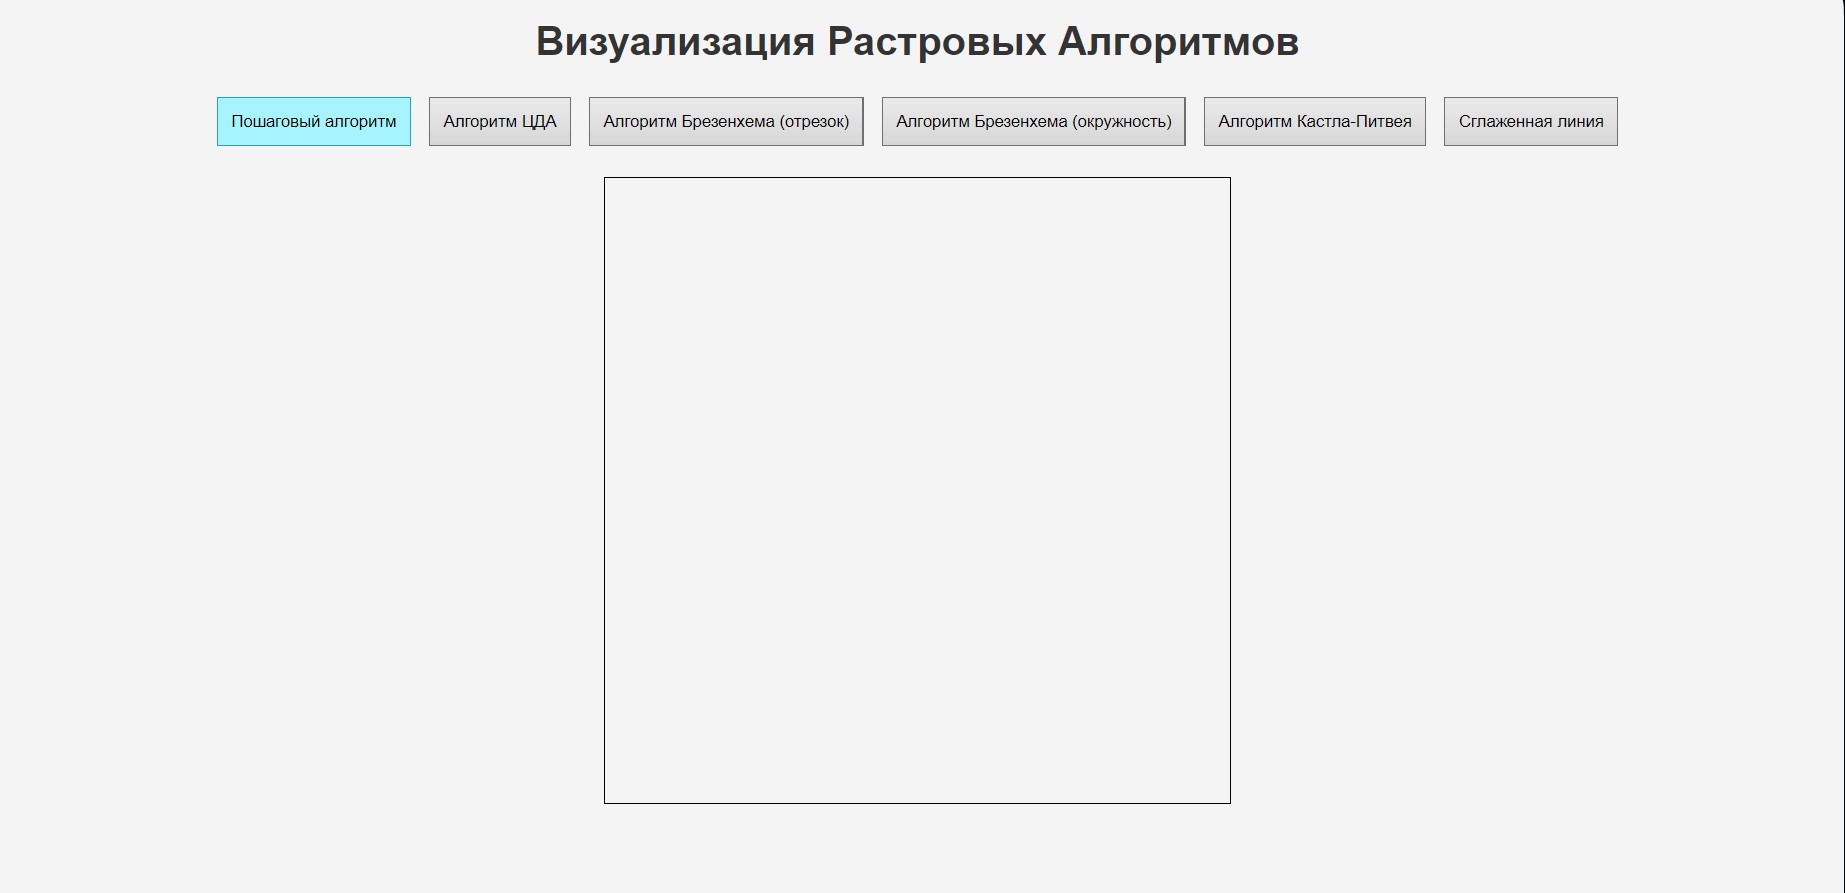 Визуализация Растровых Алгоритмов
Пошаговый алгоритм
Алгоритм ЦДА
Алгоритм Брезенхема (отрезок)
Алгоритм Брезенхема (окружность)
Алгоритм Кастла-Питвея
Сглаженная линия